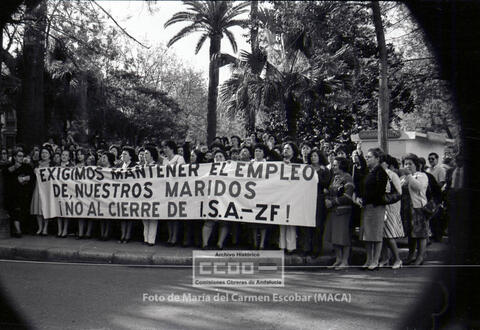 EXIGIMOS MANTENER EL EMPLEO
DE, NUESTROS MARIDOS
¡NO AL CIERRE DE I.S.A-ZF!
Archivo Histórico
CCOO
Comisiones Obreras de Andalucía
Foto de María del Carmen Escobar (MACA)